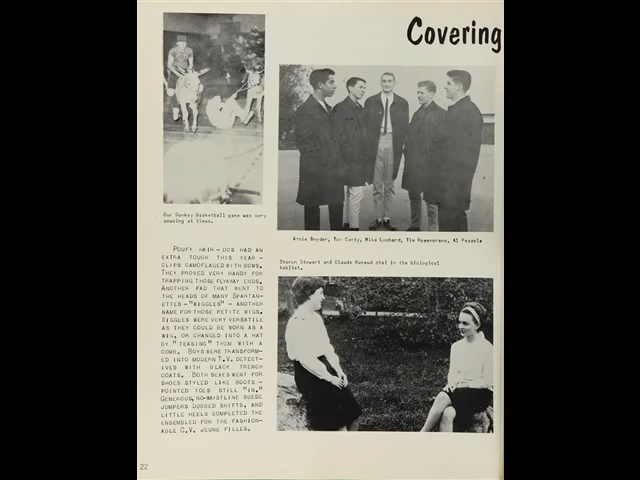 Covering
Our Donkey Basketball game was very
amusing at times.
Arnie Snyder, Tom Canty, Mike Lombard, Tim
Sharon Stewart and Claude Renaud chat in the biological
habitat.
POUFY HAIR-DOS HAD AN
EXTRA TOUCH THIS YEAR-
CLIPS CAMOFLAGED WITH BOWS.
THEY PROVED VERY HANDY FOR
TRAPPING THOSE FLYAWAY ENDS.
ANOTHER FAD THAT WENT TO
THE HEADS OF MANY SPARTAN-
ETTES-"WIGGLES"-ANOTHER
NAME FOR THOSE PETITE WIGS.
WIGGLES WERE VERY VERSATILE
AS THEY COULD BE WORN AS A
WIG, OR CHANGED INTO A HAT
BY "TEASING" THEM WITH A
COMB. BOYS WERE TRANSFORM-
ED INTO MODERN T.V. DETECT-
IVES WITH BLACK TRENCH
COATS. BOTH SEXES WENT FOR
SHOES STYLED LIKE BOOTS-
POINTED TOES STILL "IN."
GENEROUS, NO-WAISTLINE SUEDE
JUMPERS DUBBED SHIFTS, AND
LITTLE HEELS COMPLETED THE
ENSEMBLED FOR THE FASHION-
ABLE C.V. JEUNE FILLES.
22